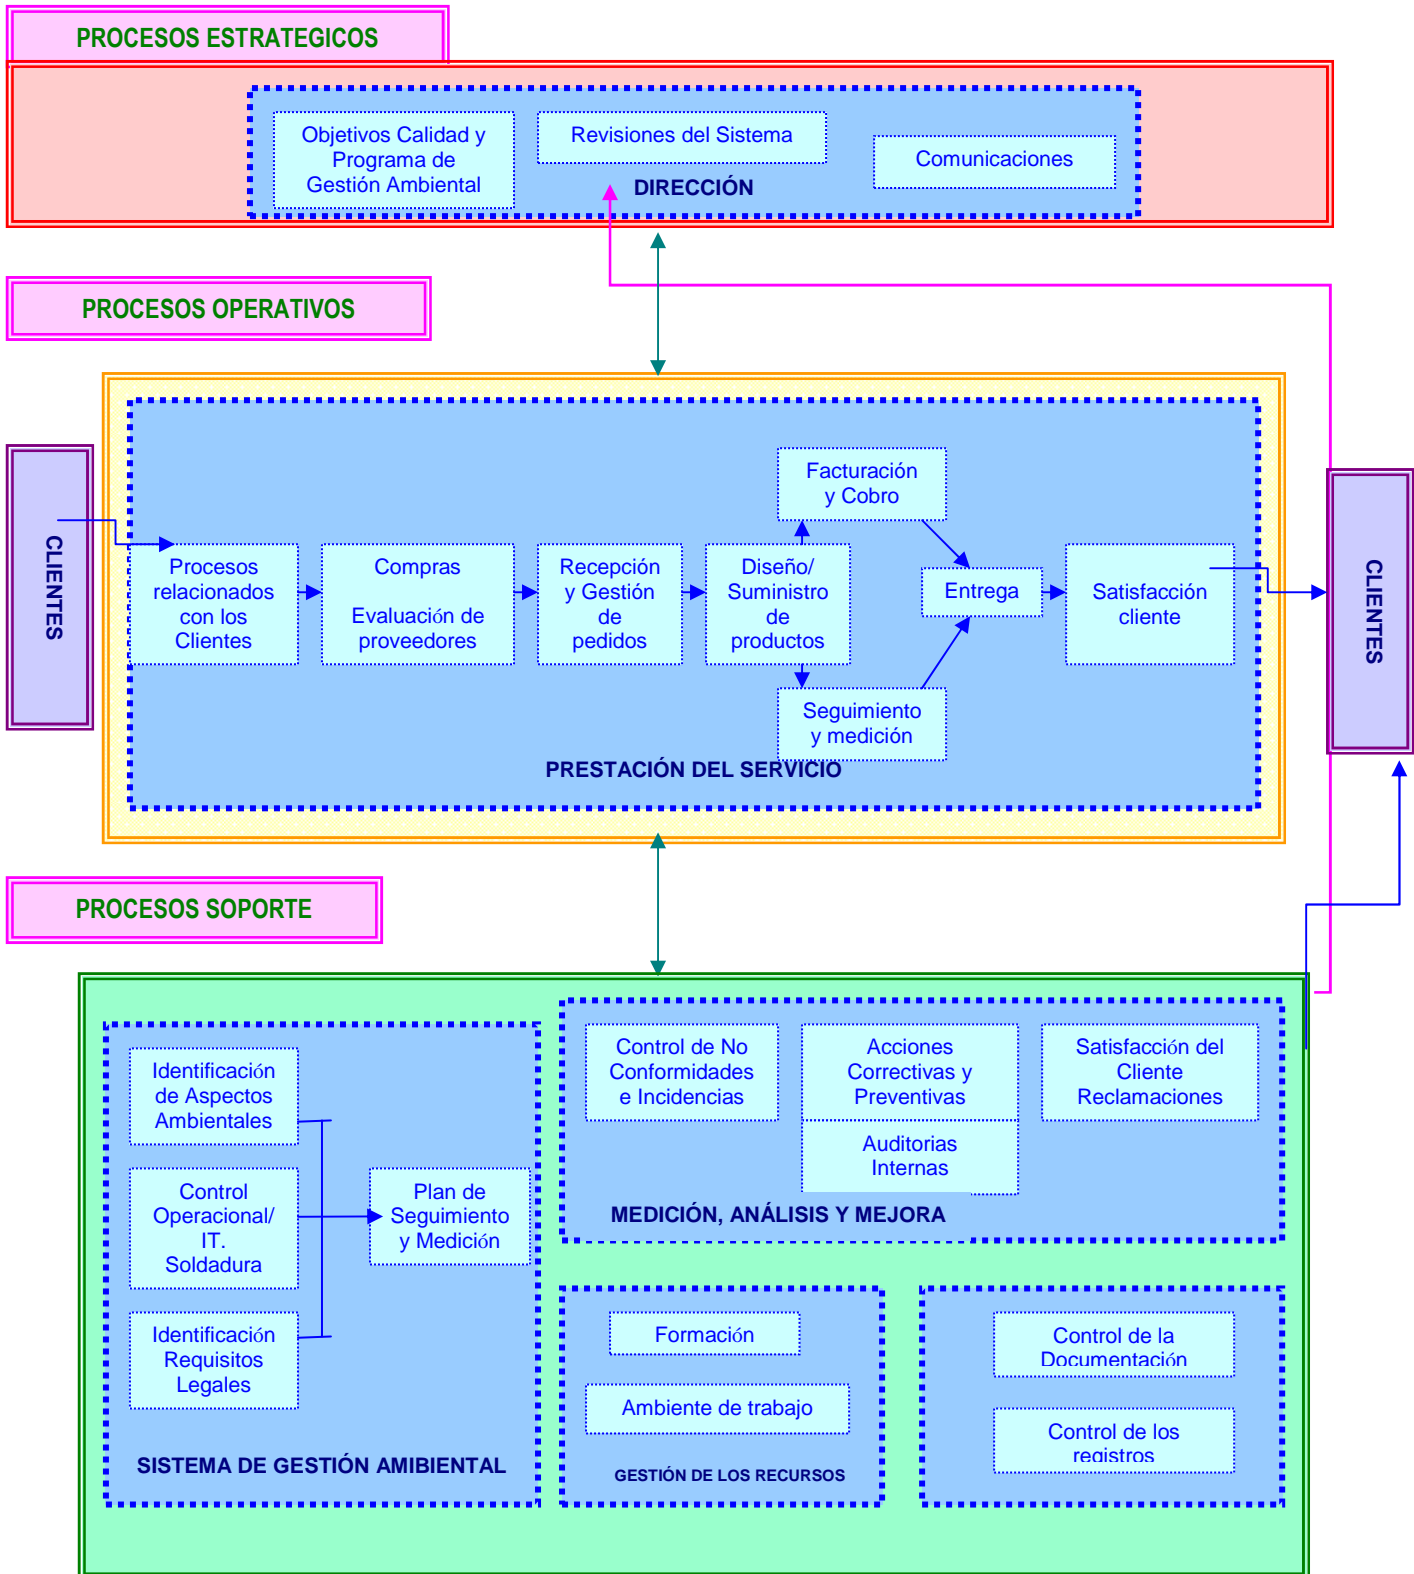 PROCESOS ESTRATEGICOS
Objetivos Calidad y
Programa de
Gestión Ambiental
Revisiones del Sistema
Comunicaciones
DIRECCIÓN
PROCESOS OPERATIVOS
CLIENTES
Procesos
relacionados
con los
Clientes
Compras
Evaluación de
proveedores
Recepción
y Gestión
de
pedidos
Diseño/
Suministro
de
productos
Facturación
y Cobro
Seguimiento
y medición
Entrega
Satisfacción
cliente
CLIENTES
PRESTACIÓN DEL SERVICIO
PROCESOS SOPORTE
Identificación
de Aspectos
Ambientales
Control
Operacional/
IT.
Soldadura
Identificación
Requisitos
Legales
Plan de
Seguimiento
y Medición
SISTEMA DE GESTIÓN AMIBIENTAL
Control de No
Conformidades
e Incidencias
Acciones
Correctivas y
Preventivas
Auditorias
Internas
Satisfacción del
Cliente
Reclamaciones
MEDICIÓN, ANÁLISIS Y MEJORA
Formación
Ambiente de trabajo
GESTIÓN DE LOS RECURSOS
Control de la
Documentación
Control de los
registros